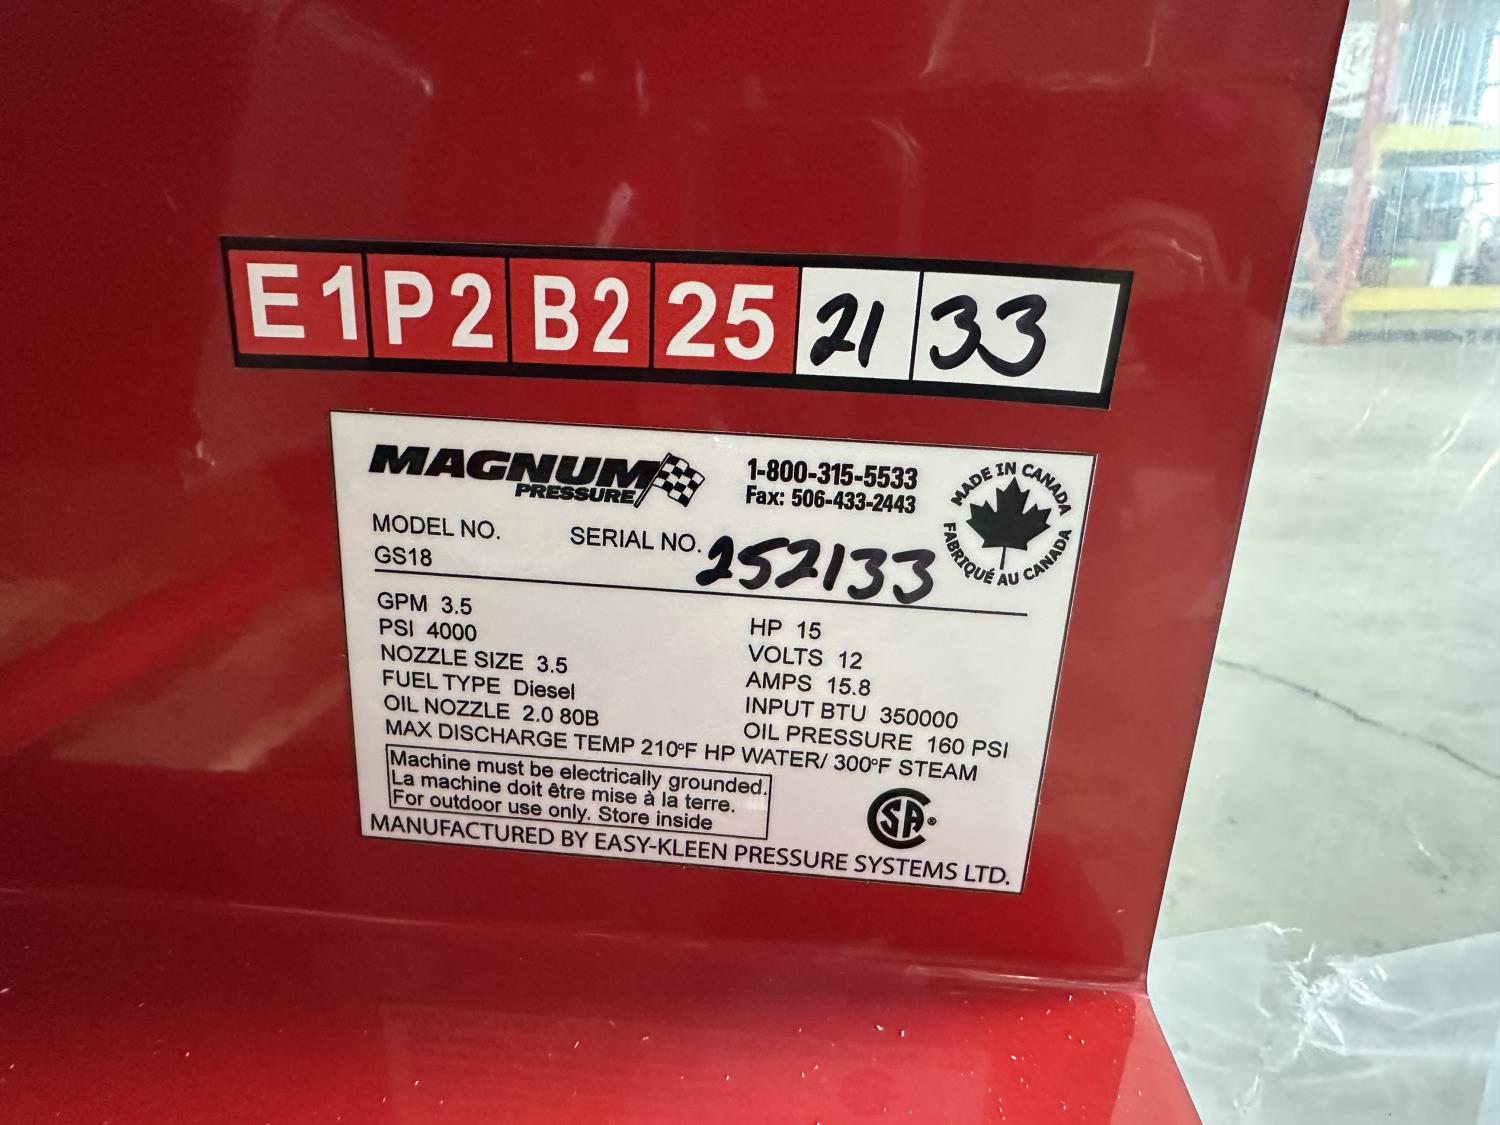 E1 P2 B2 25 21 33
MAGNUM
PRESSURE
1-800-315-5533
Fax: 506-433-2443
MADE IN CANADA
FABRIQUÉ AU CANADA
MODEL NO.
GS18
SERIAL NO. 252133
GPM 3.5
PSI 4000
NOZZLE SIZE 3.5
FUEL TYPE Diesel
OIL NOZZLE 2.0 80B
HP 15
VOLTS 12
AMPS 15.8
INPUT BTU 350000
OIL PRESSURE 160 PSI
MAX DISCHARGE TEMP 210°F HP WATER/ 300°F STEAM
Machine must be electrically grounded.
La machine doit être mise à la terre.
For outdoor use only. Store inside
CSA®
MANUFACTURED BY EASY-KLEEN PRESSURE SYSTEMS LTD.